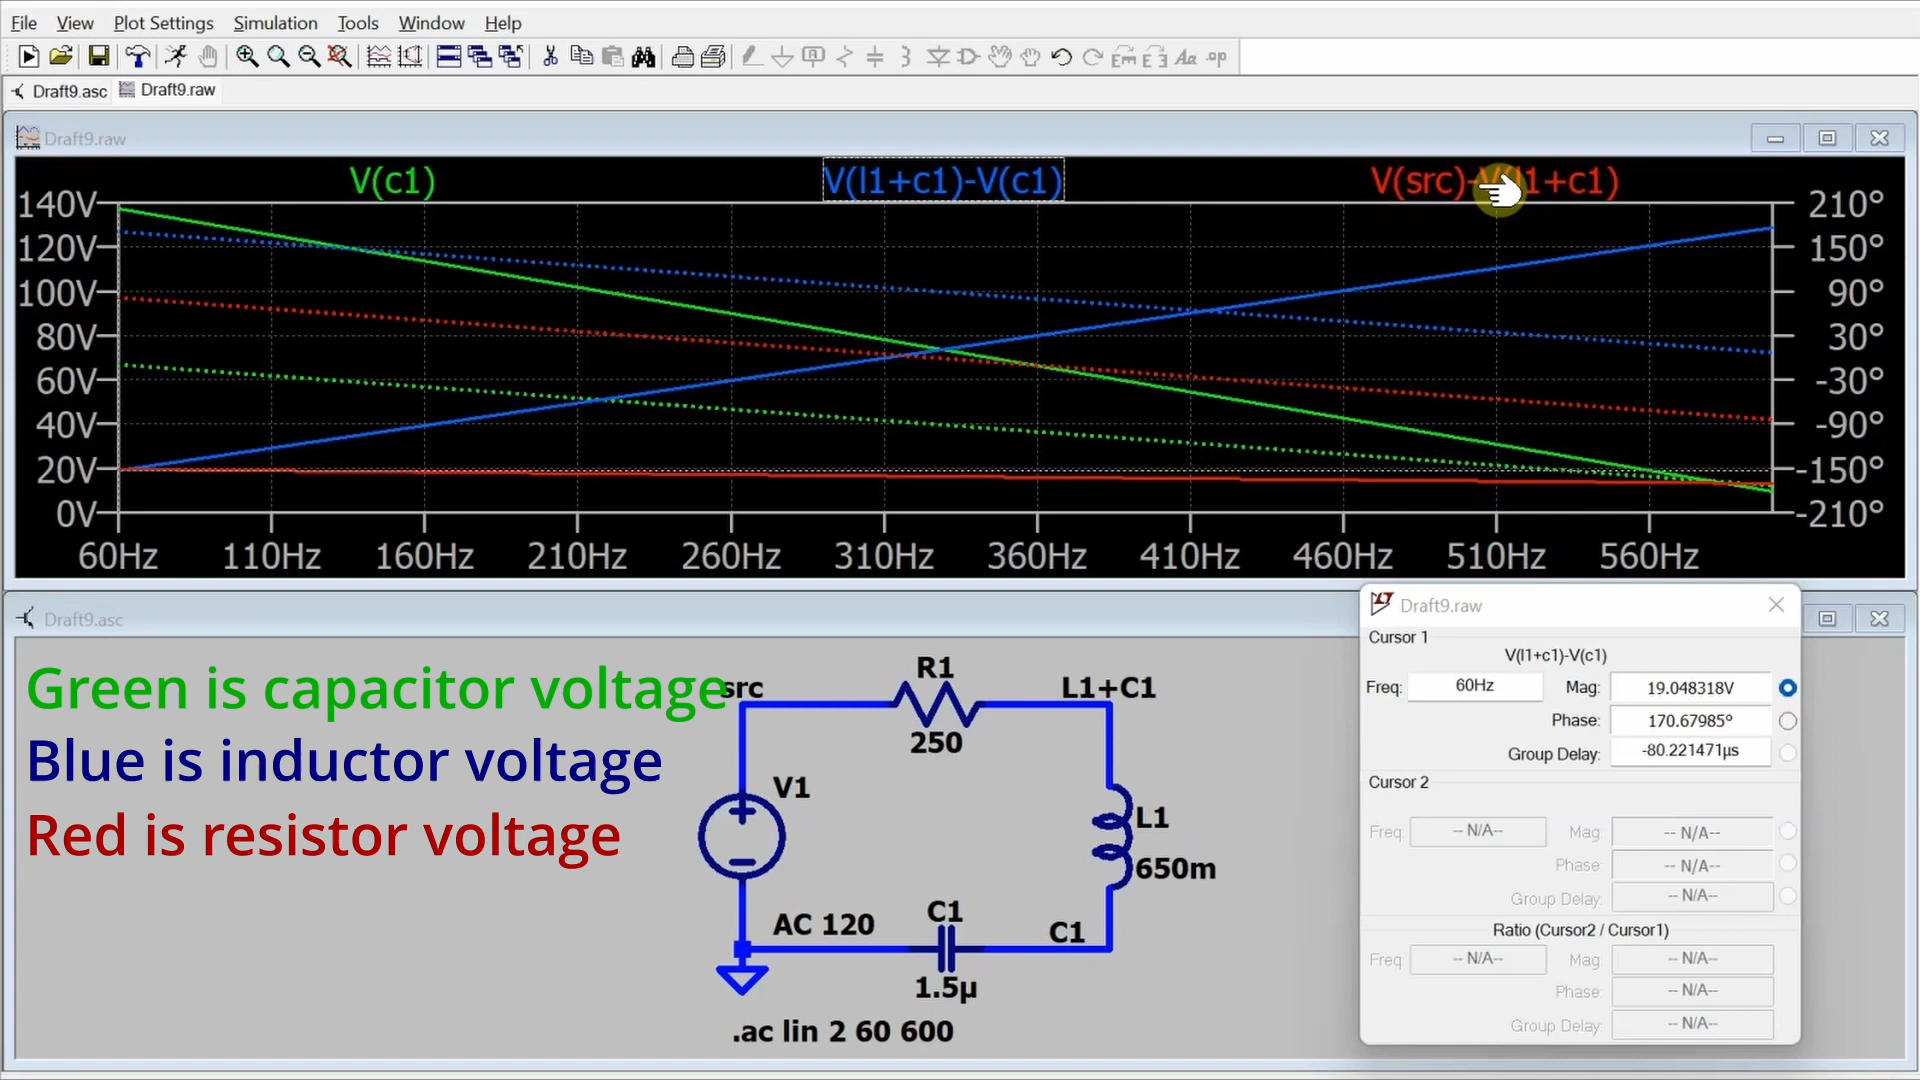 File View Plot Settings Simulation Tools Window Help
Draft9.asc Draft9.raw
Draft9.raw
V(c1) V(l1+c1)-V(c1) V(src)-V(l1+c1)
140V 210°
120V 150°
100V 90°
80V 30°
60V -30°
40V -90°
20V -150°
0V -210°
60Hz 110Hz 160Hz 210Hz 260Hz 310Hz 360Hz 410Hz 460Hz 510Hz 560Hz
Draft9.asc
Green is capacitor voltage
Blue is inductor voltage
Red is resistor voltage
src
R1
250
L1+C1
V1
AC 120
L1
650m
C1
1.5µ
C1
.ac lin 2 60 600
Draft9.raw
Cursor 1
V(l1+c1)-V(c1)
Freq: 60Hz Mag: 19.048318V
Phase: 170.67985°
Group Delay: -80.221471µs
Cursor 2
Freq: -- N/A-- Mag: -- N/A--
Phase: -- N/A--
Group Delay: -- N/A--
Ratio (Cursor2 / Cursor1)
Freq: -- N/A-- Mag: -- N/A--
Phase: -- N/A--
Group Delay: -- N/A--